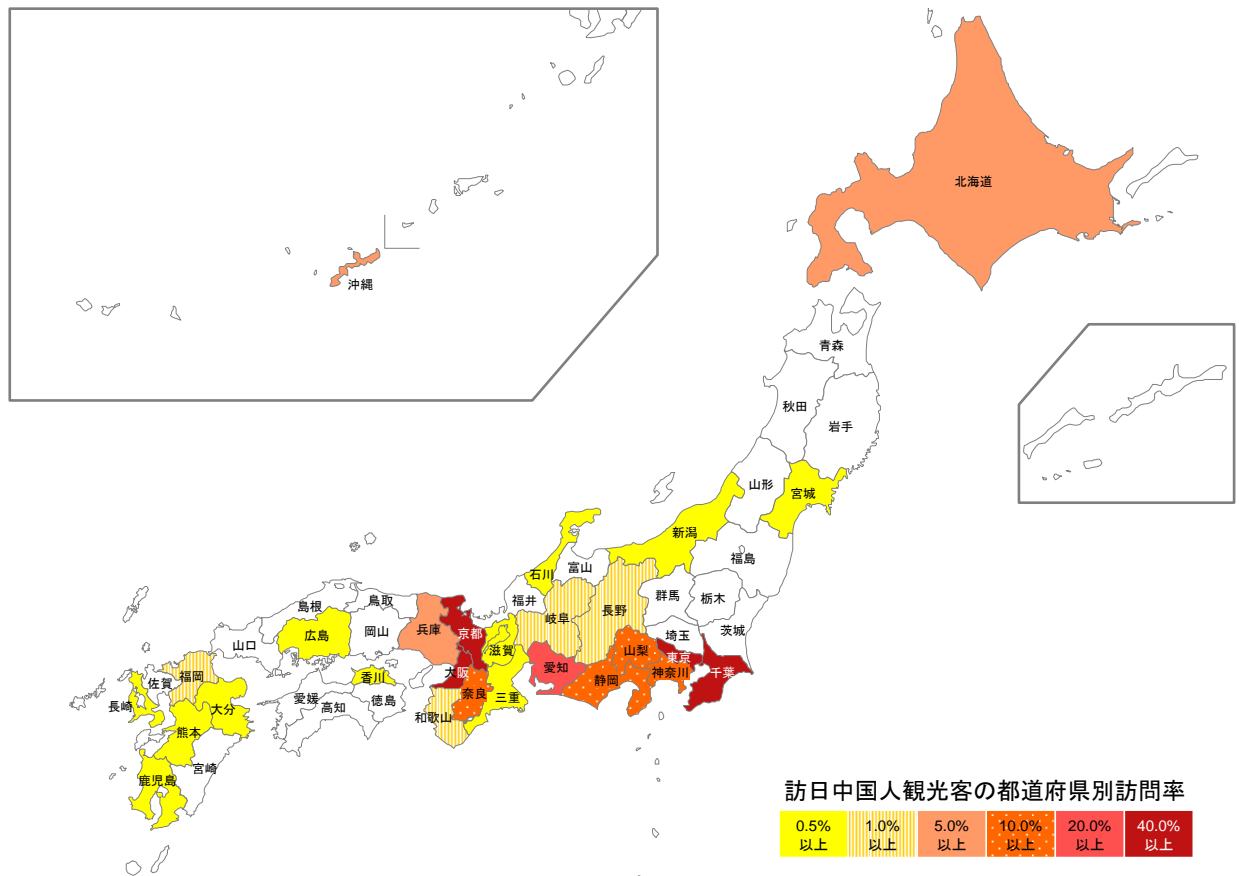 北海道
沖縄
青森
秋田
岩手
山形
宮城
新潟
福島
石川
富山
群馬
栃木
福井
岐阜
長野
茨城
埼玉
島根
鳥取
兵庫
京都
滋賀
山梨
東京
広島
岡山
山口
大阪
愛知
静岡
神奈川
千葉
佐賀
福岡
香川
奈良
三重
長崎
大分
愛媛
高知
徳島
和歌山
熊本
宮崎
鹿児島
訪日中国人観光客の都道府県別訪問率
0.5%
以上
1.0%
以上
5.0%
以上
10.0%
以上
20.0%
以上
40.0%
以上